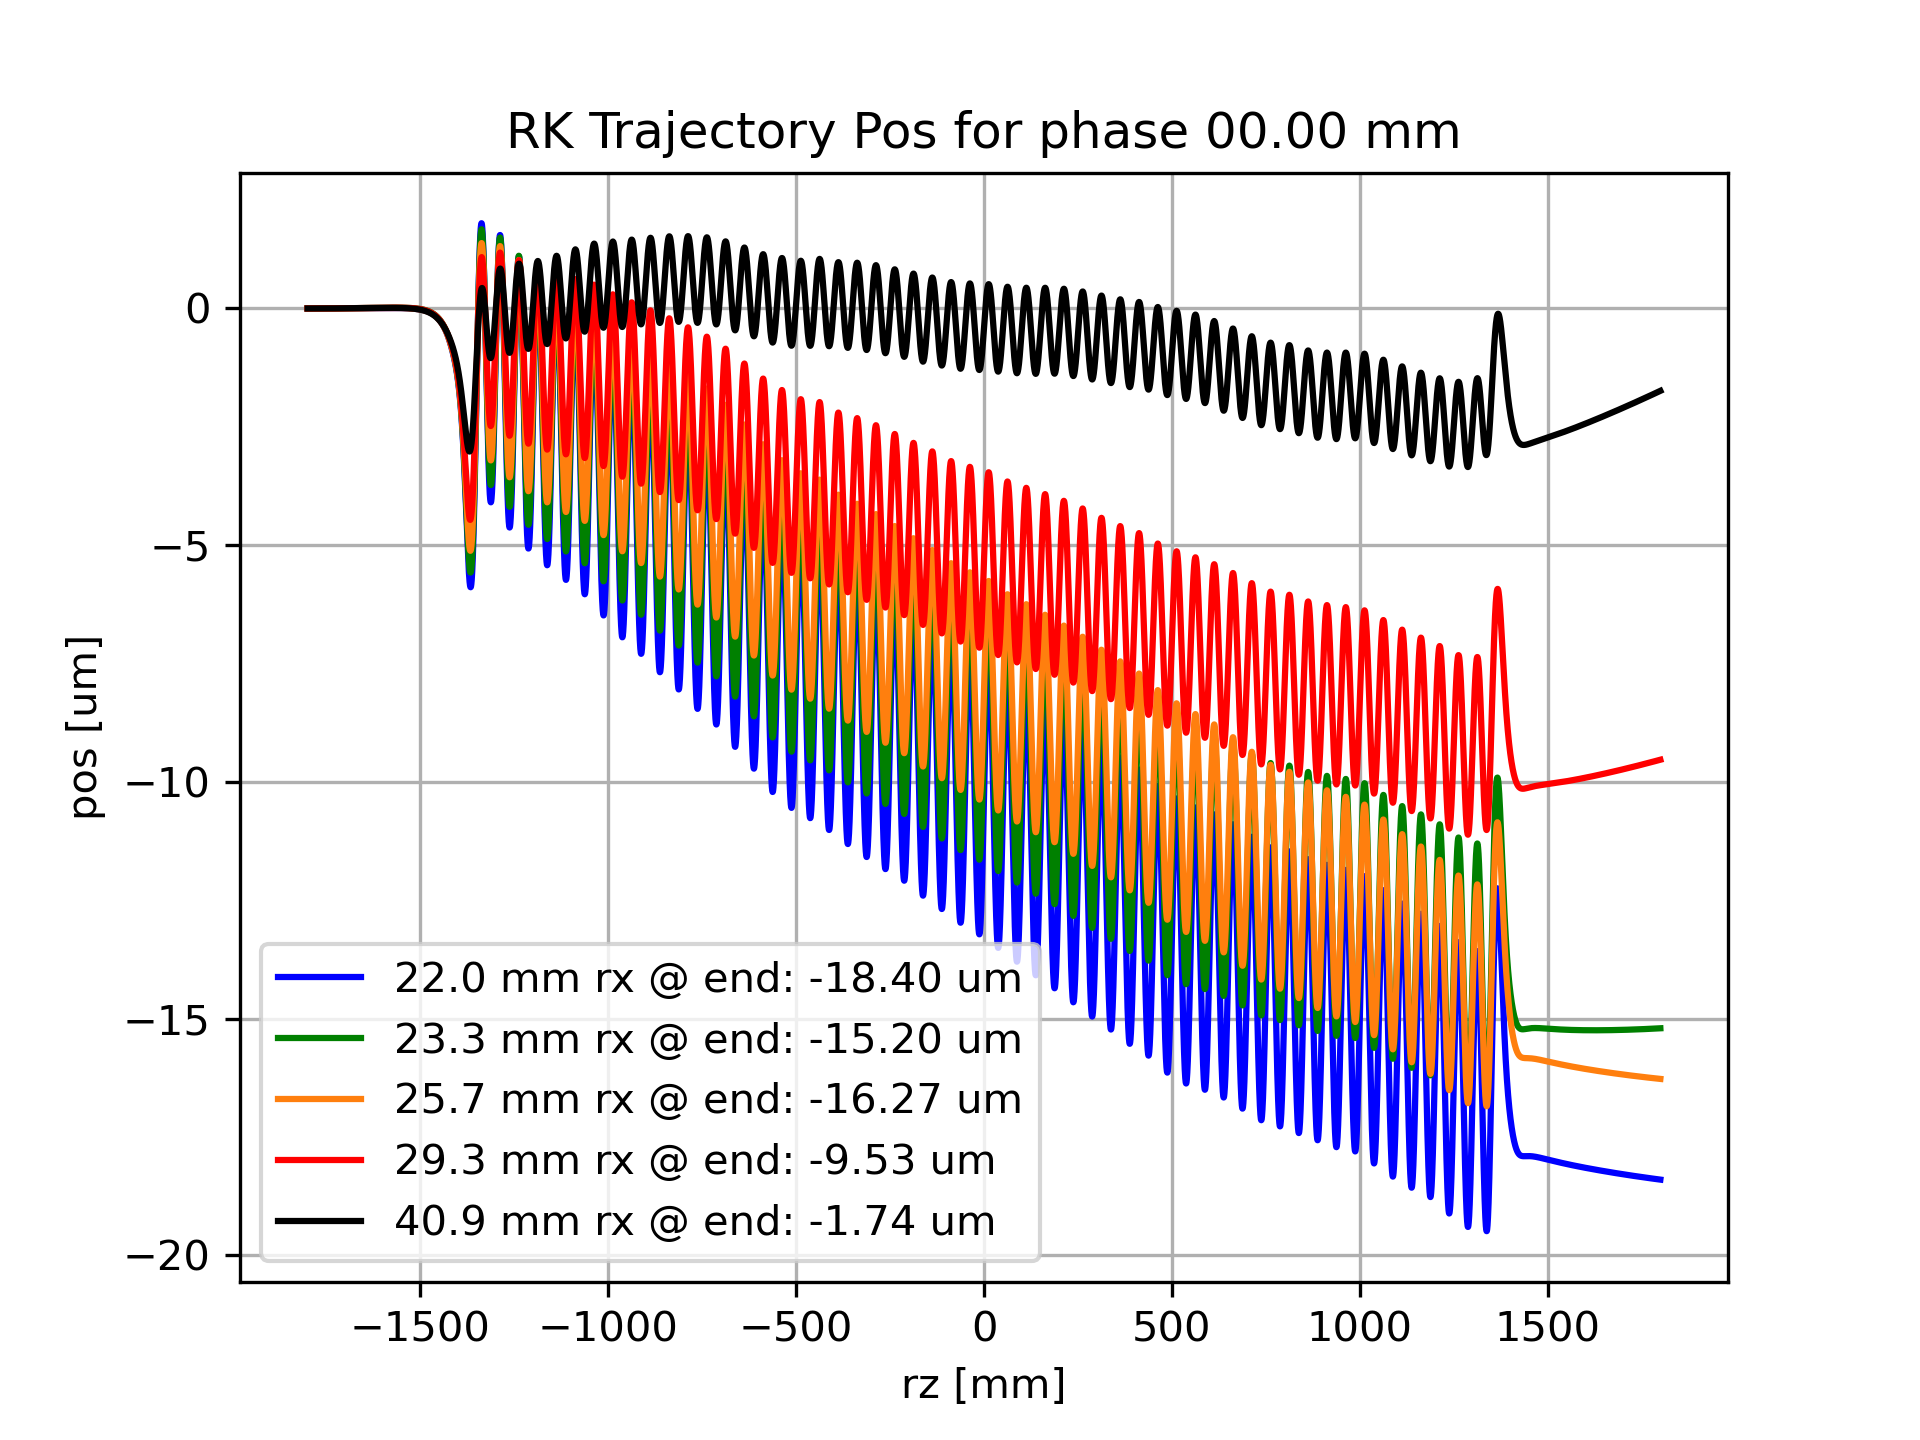 RK Trajectory Pos for phase 00.00 mm
pos [um]
0
−5
−10
−15
−20
22.0 mm rx @ end: -18.40 um
23.3 mm rx @ end: -15.20 um
25.7 mm rx @ end: -16.27 um
29.3 mm rx @ end: -9.53 um
40.9 mm rx @ end: -1.74 um
−1500 −1000 −500 0 500 1000 1500
rz [mm]